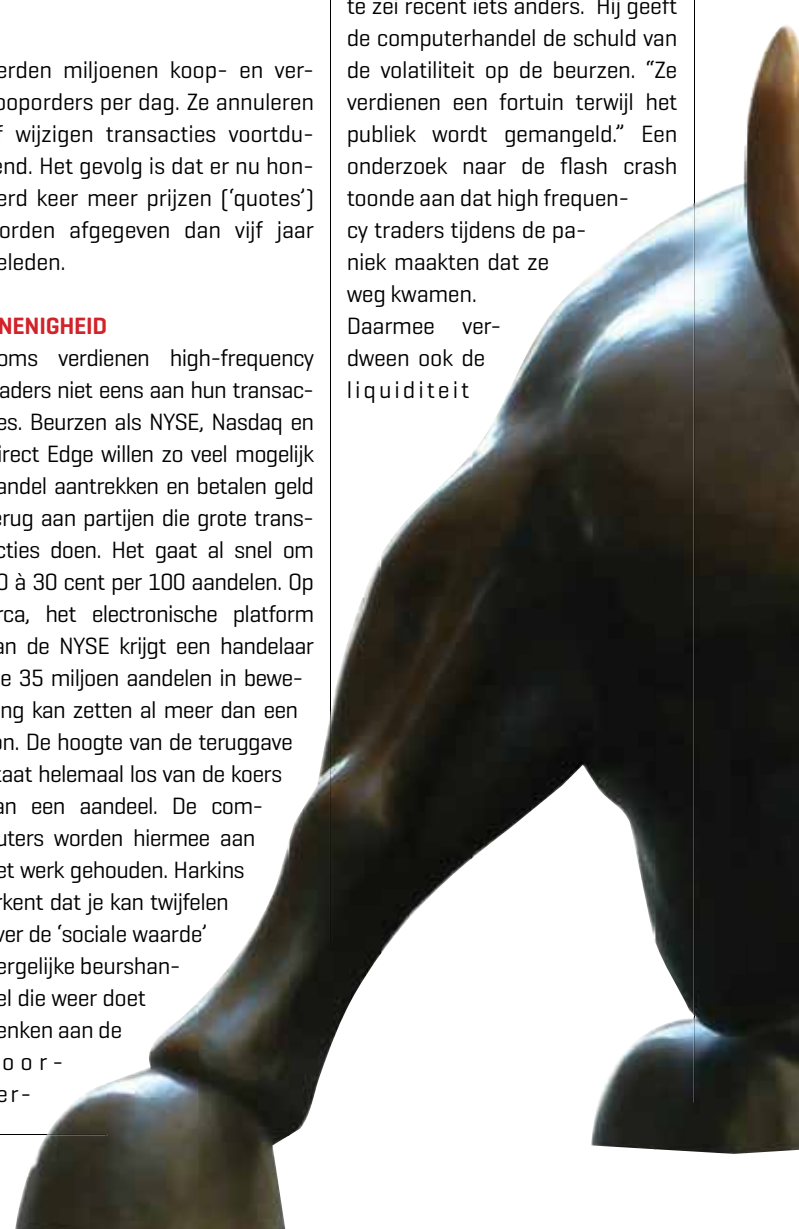 erden miljoenen koop- en ver-
ooporders per dag. Ze annuleren
f wijzigen transacties voortdu-
end. Het gevolg is dat er nu hon-
erd keer meer prijzen (‘quotes’)
orden afgegeven dan vijf jaar
eleden.
NENIGHEID
oms verdienen high-frequency
aders niet eens aan hun transac-
es. Beurzen als NYSE, Nasdaq en
irect Edge willen zo veel mogelijk
andel aantrekken en betalen geld
erug aan partijen die grote trans-
cties doen. Het gaat al snel om
0 à 30 cent per 100 aandelen. Op
rca, het electronische platform
an de NYSE krijgt een handelaar
e 35 miljoen aandelen in bewe-
ng kan zetten al meer dan een
on. De hoogte van de teruggave
taat helemaal los van de koers
an een aandeel. De com-
uters worden hiermee aan
et werk gehouden. Harkins
rkent dat je kan twijfelen
ver de ‘sociale waarde’
ergelijke beurshan-
el die weer doet
enken aan de
oor-
er-
te zei recent iets anders. Hij geeft
de computerhandel de schuld van
de volatiliteit op de beurzen. “Ze
verdienen een fortuin terwijl het
publiek wordt gemangeld.” Een
onderzoek naar de flash crash
toonde aan dat high frequen-
cy traders tijdens de pa-
niek maakten dat ze
weg kwamen.
Daarmee ver-
dween ook de
liquiditeit